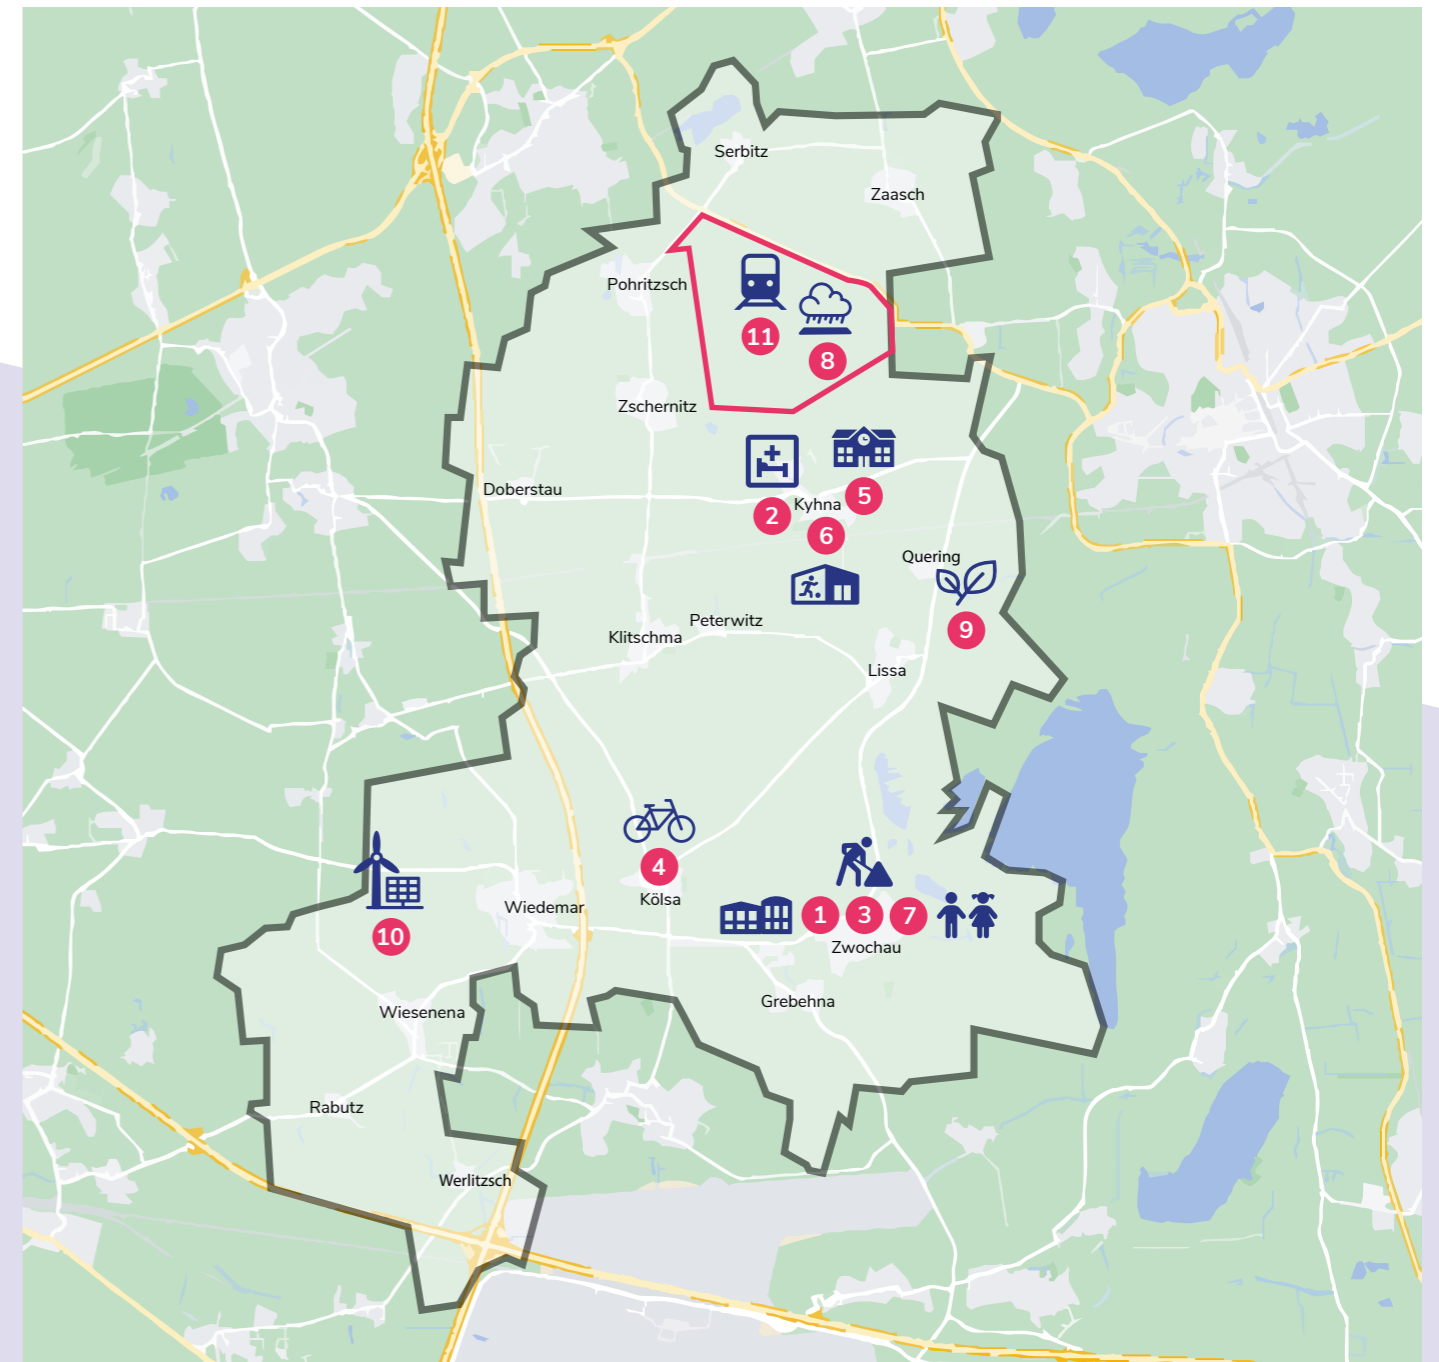 Serbitz
Zaasch
Pohritzsch
11
8
Zschernitz
Doberstau
2
Kyhna
5
6
Quering
9
Peterwitz
Klitschma
Lissa
4
Kölsa
Wiedemar
10
1
3
7
Zwochau
Grebehna
Wiesenena
Rabutz
Werlitzsch